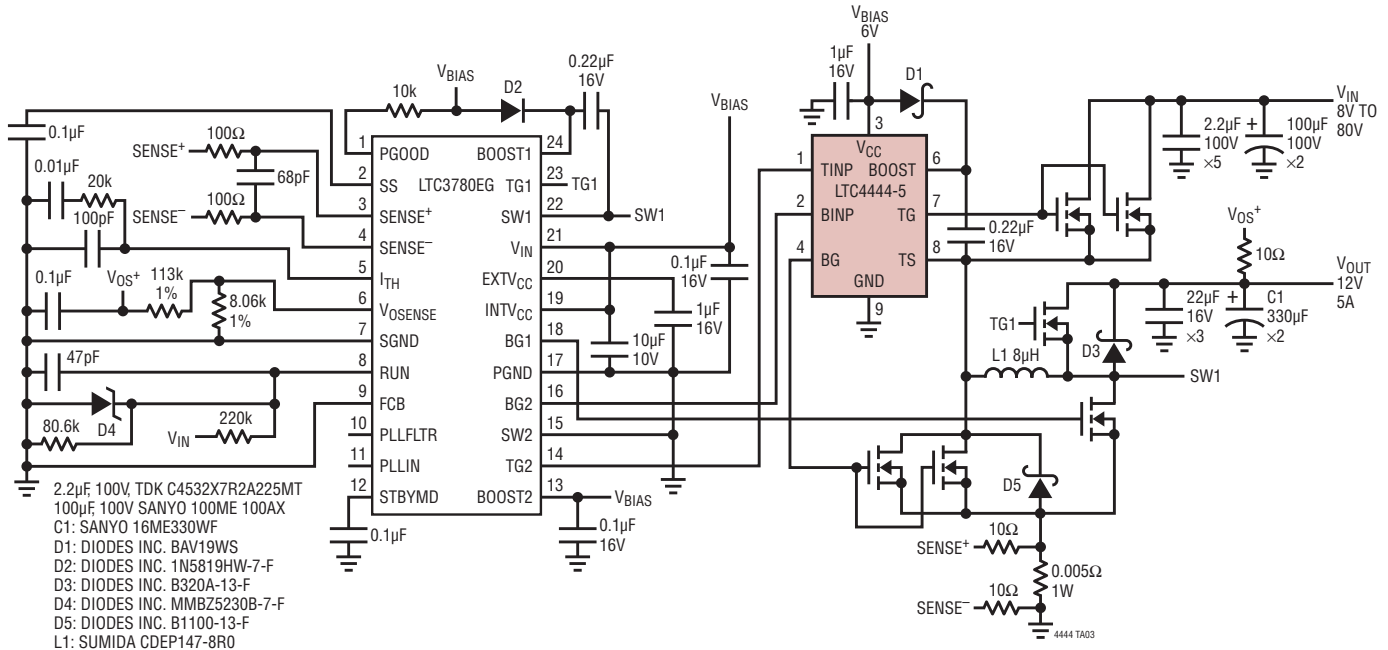 0.1µF
0.01µF
20k
100pF
SENSE+
100Ω
68pF
SENSE−
100Ω
0.1µF
VOS+
113k
1%
8.06k
1%
47pF
80.6k
D4
VIN
220k
10k
VBIAS
D2
0.22µF
16V
1 PGOOD
2 SS
3 SENSE+
4 SENSE−
5 ITH
6 VOSENSE
7 SGND
8 RUN
9 FCB
10 PLLFLTR
11 PLLIN
12 STBYMD
0.1µF
LTC3780EG
BOOST1 24
TG1 23
TG1
SW1 22
SW1
VIN 21
EXTVCC 20
INTVCC 19
BG1 18
PGND 17
BG2 16
SW2 15
TG2 14
BOOST2 13
VBIAS
0.1µF
16V
VBIAS
0.1µF
16V
1µF
16V
10µF
10V
VBIAS
6V
1µF
16V
D1
3
VCC
1 TINP
BOOST 6
LTC4444-5
2 BINP
TG 7
4 BG
TS 8
GND
9
0.22µF
16V
VIN
8V TO
80V
2.2µF
100V
×5
+
100µF
100V
×2
VOS+
10Ω
VOUT
12V
5A
22µF
16V
×3
+
C1
330µF
×2
TG1
D3
L1 8µH
SW1
D5
SENSE+
10Ω
0.005Ω
1W
SENSE−
10Ω
4444 TA03
2.2µF, 100V, TDK C4532X7R2A225MT
100µF, 100V SANYO 100ME 100AX
C1: SANYO 16ME330WF
D1: DIODES INC. BAV19WS
D2: DIODES INC. 1N5819HW-7-F
D3: DIODES INC. B320A-13-F
D4: DIODES INC. MMBZ5230B-7-F
D5: DIODES INC. B1100-13-F
L1: SUMIDA CDEP147-8R0